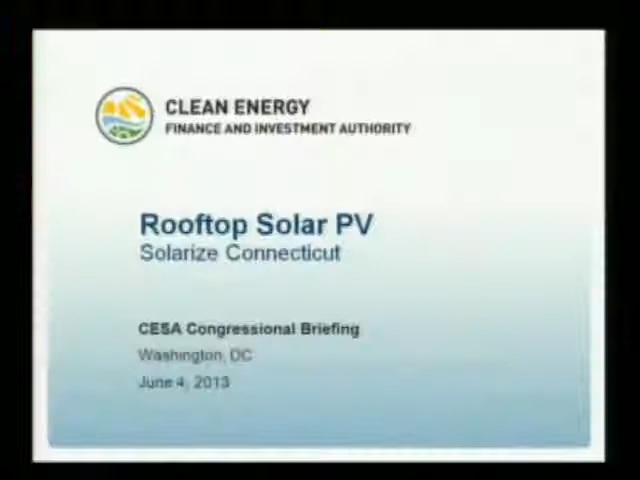 CLEAN ENERGY
FINANCE AND INVESTMENT AUTHORITY
Rooftop Solar PV
Solarize Connecticut
CESA Congressional Briefing
Washington, DC
June 4, 2013